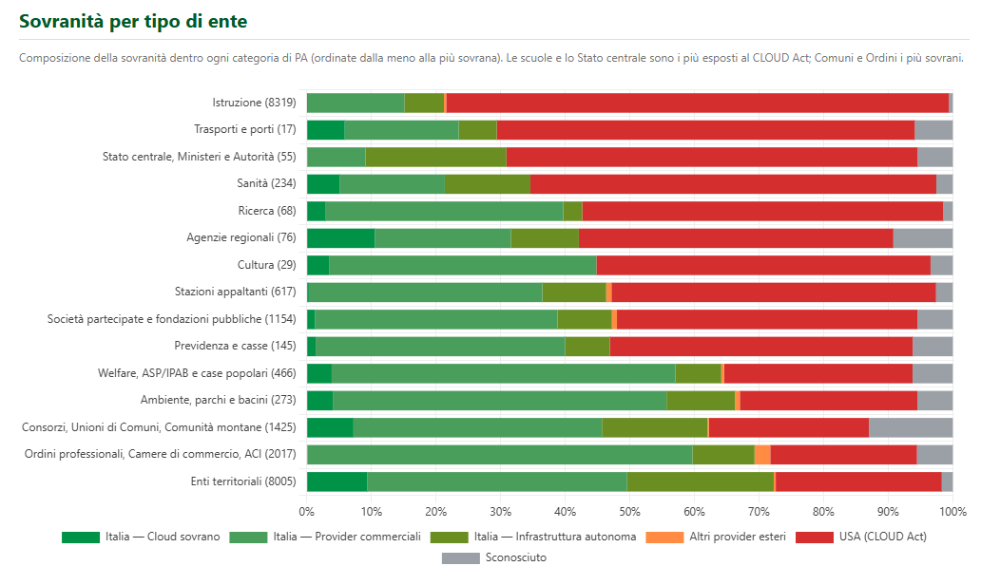 Sovranità per tipo di ente
Composizione della sovranità dentro ogni categoria di PA (ordinate dalla meno alla più sovrana). Le scuole e lo Stato centrale sono i più esposti al CLOUD Act; Comuni e Ordini i più sovrani.
Istruzione (8319)
Trasporti e porti (17)
Stato centrale, Ministeri e Autorità (55)
Sanità (234)
Ricerca (68)
Agenzie regionali (76)
Cultura (29)
Stazioni appaltanti (617)
Società partecipate e fondazioni pubbliche (1154)
Previdenza e casse (145)
Welfare, ASP/IPAB e case popolari (466)
Ambiente, parchi e bacini (273)
Consorzi, Unioni di Comuni, Comunità montane (1425)
Ordini professionali, Camere di commercio, ACI (2017)
Enti territoriali (8005)
0% 10% 20% 30% 40% 50% 60% 70% 80% 90% 100%
Italia — Cloud sovrano Italia — Provider commerciali Italia — Infrastruttura autonoma Altri provider esteri USA (CLOUD Act)
Sconosciuto